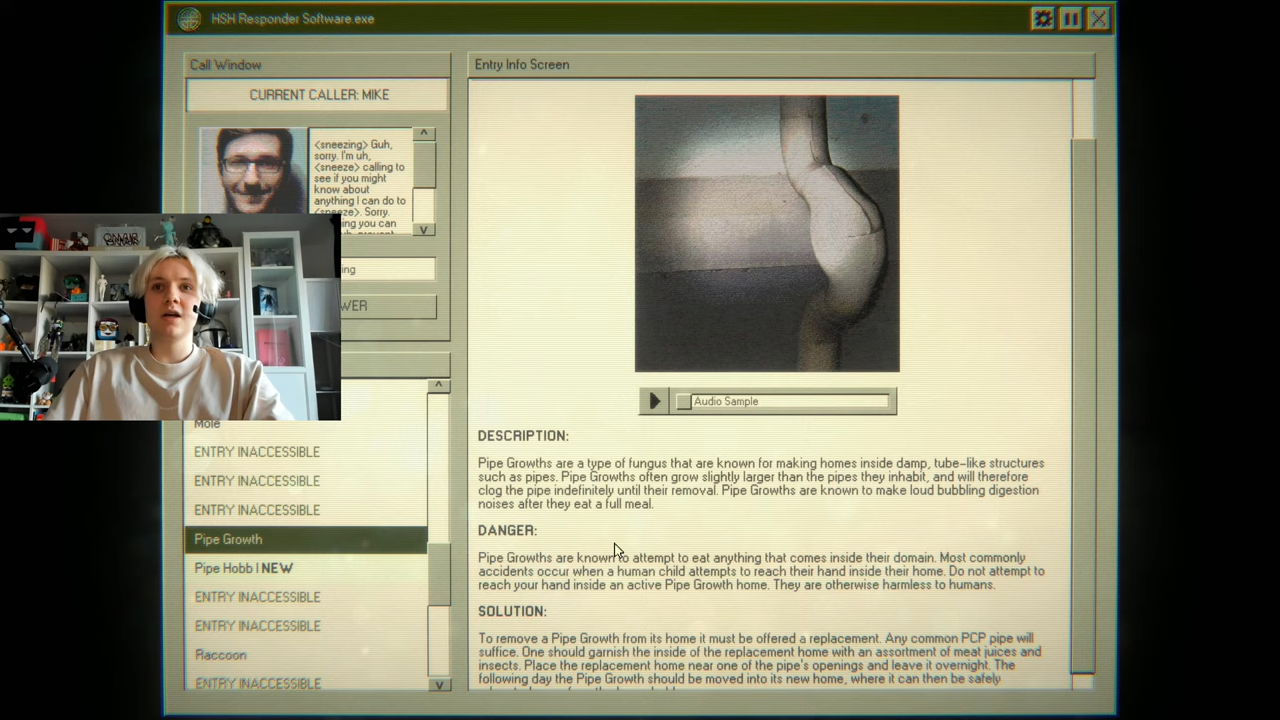 HSH Responder Software.exe
Call Window
CURRENT CALLER: MIKE
<sneezing> Guh,
sorry. I'm uh,
<sneeze> calling to
see if you might
know about
anything I can do to
<sneeze>. Sorry.
you can
Entry Info Screen
Audio Sample
DESCRIPTION:
Pipe Growths are a type of fungus that are known for making homes inside damp, tube-like structures
such as pipes. Pipe Growths often grow slightly larger than the pipes they inhabit, and will therefore
clog the pipe indefinitely until their removal. Pipe Growths are known to make loud bubbling digestion
noises after they eat a full meal.
DANGER:
Pipe Growths are known to attempt to eat anything that comes inside their domain. Most commonly
accidents occur when a human child attempts to reach their hand inside their home. Do not attempt to
reach your hand inside an active Pipe Growth home. They are otherwise harmless to humans.
SOLUTION:
To remove a Pipe Growth from its home it must be offered a replacement. Any common PCP pipe will
suffice. One should garnish the inside of the replacement home with an assortment of meat juices and
insects. Place the replacement home near one of the pipe's openings and leave it overnight. The
following day the Pipe Growth should be moved into its new home, where it can then be safely
Mole
ENTRY INACCESSIBLE
ENTRY INACCESSIBLE
ENTRY INACCESSIBLE
Pipe Growth
Pipe Hobb | NEW
ENTRY INACCESSIBLE
ENTRY INACCESSIBLE
Raccoon
ENTRY INACCESSIBLE